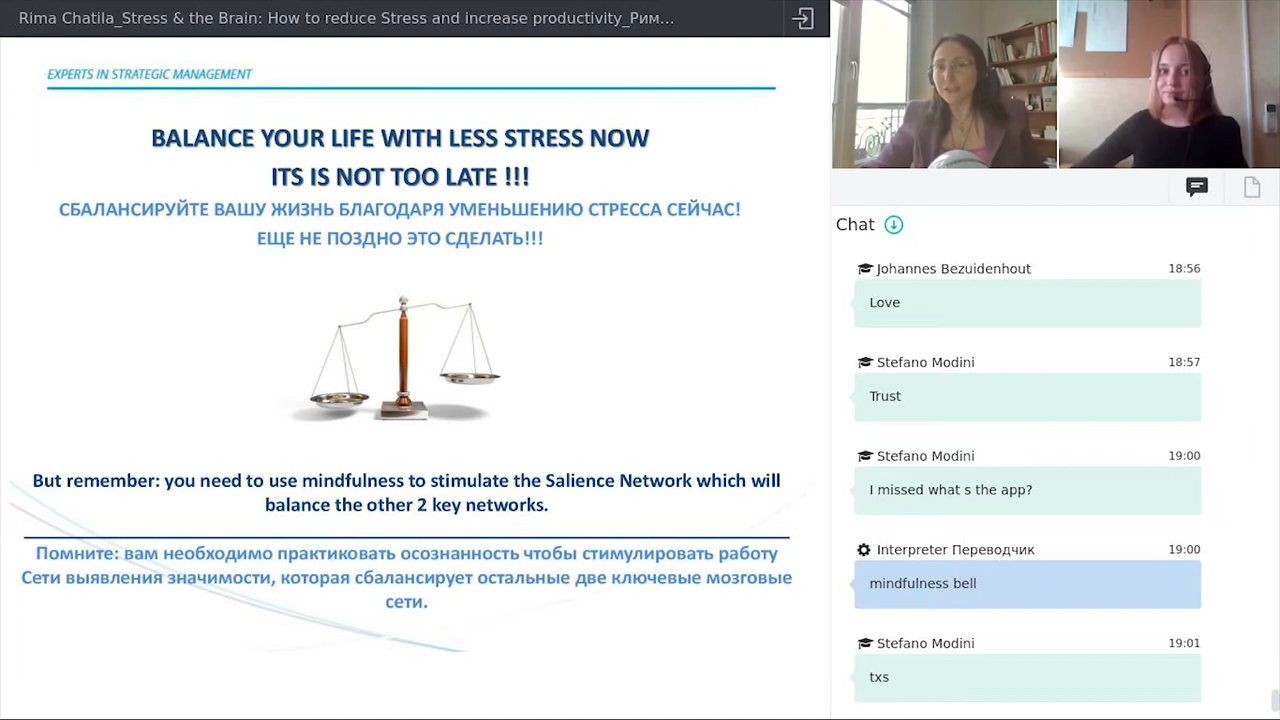 Rima Chatila_Stress & the Brain: How to reduce Stress and increase productivity_Рим...
EXPERTS IN STRATEGIC MANAGEMENT
BALANCE YOUR LIFE WITH LESS STRESS NOW
ITS IS NOT TOO LATE !!!
СБАЛАНСИРУЙТЕ ВАШУ ЖИЗНЬ БЛАГОДАРЯ УМЕНЬШЕНИЮ СТРЕССА СЕЙЧАС!
ЕЩЕ НЕ ПОЗДНО ЭТО СДЕЛАТЬ!!!
But remember: you need to use mindfulness to stimulate the Salience Network which will
balance the other 2 key networks.
Помните: вам необходимо практиковать осознанность чтобы стимулировать работу
Сети выявления значимости, которая сбалансирует остальные две ключевые мозговые
сети.
Chat
Johannes Bezuidenhout 18:56
Love
Stefano Modini 18:57
Trust
Stefano Modini 19:00
I missed what s the app?
Interpreter Переводчик 19:00
mindfulness bell
Stefano Modini 19:01
txs